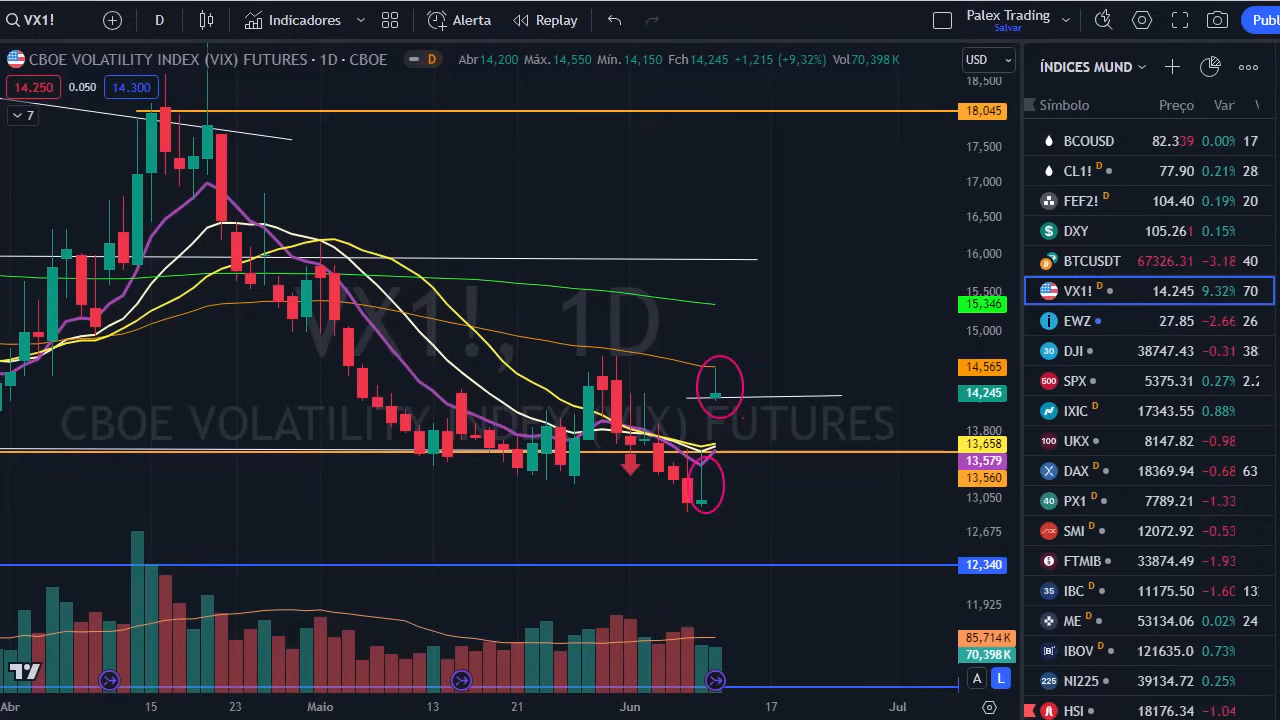 VX1!
D
Indicadores
Alerta
Replay
Palex Trading
Salvar
Publ
CBOE VOLATILITY INDEX (VIX) FUTURES · 1D · CBOE
D
Abr14,200 Máx.14,550 Mín.14,150 Fch14,245 +1,215 (+9,32%) Vol70,398 K
USD
14.250
0.050
14.300
7
VX1!, 1D
CBOE VOLATILITY INDEX (VIX) FUTURES
18,500
18,045
17,500
17,000
16,500
16,000
15,500
15,346
15,000
14,565
14,245
13,800
13,658
13,579
13,560
13,050
12,675
12,340
11,925
85,714 K
70,398 K
A
L
Abr
15
23
Maio
13
21
Jun
17
Jul
ÍNDICES MUND
Símbolo Preço Var
BCOUSD 82.339 0.00% 17
CL1! D 77.90 0.21% 28
FEF2! D 104.40 0.19% 20
DXY 105.261 0.15%
BTCUSDT 67326.31 −3.18 40
VX1! D 14.245 9.32% 70
EWZ 27.85 −2.66 26
30 DJI 38747.43 −0.31 38
500 SPX 5375.31 0.27% 2.2
IXIC D 17343.55 0.88%
100 UKX 8147.82 −0.98
DAX D 18369.94 −0.68 63
40 PX1 D 7789.21 −1.33
SMI D 12072.92 −0.53
FTMIB 33874.49 −1.93
35 IBC D 11175.50 −1.60 13
ME D 53134.06 0.02% 24
IBOV D 121635.0 0.73%
225 NI225 39134.72 0.25%
HSI 18176.34 −1.04